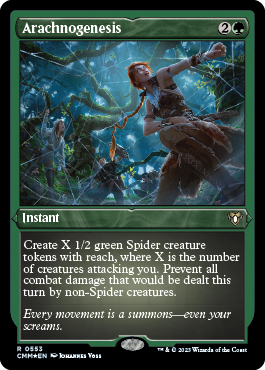 Arachnogenesis 2
Instant
Create X 1/2 green Spider creature
tokens with reach, where X is the number
of creatures attacking you. Prevent all
combat damage that would be dealt this
turn by non-Spider creatures.
Every movement is a summons—even your
screams.
R 0553
CMM★EN Johannes Voss
™ & © 2023 Wizards of the Coast